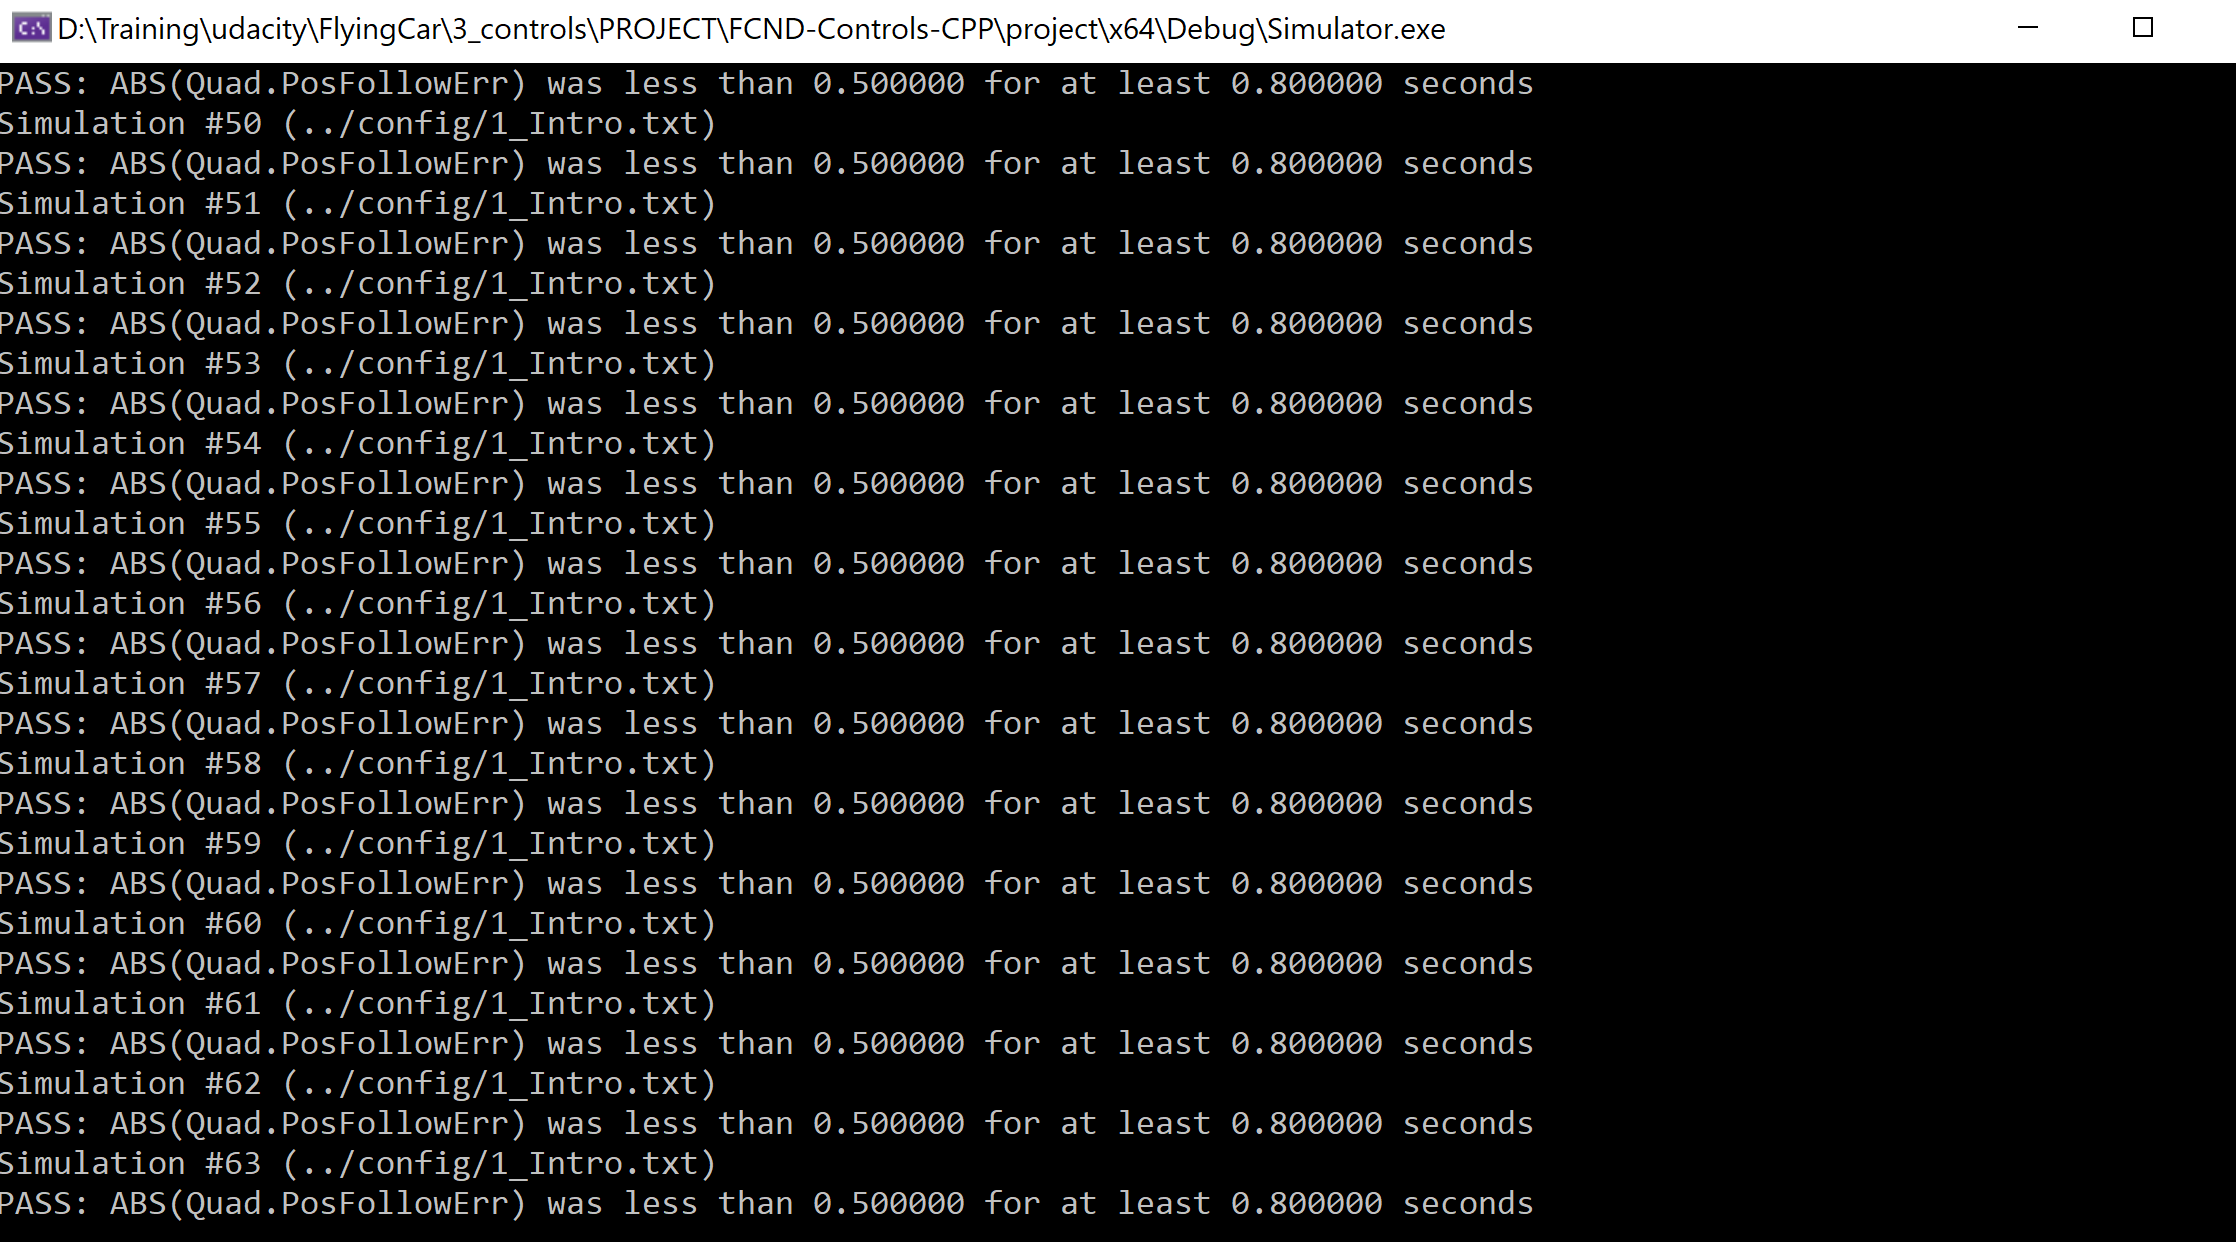 D:\Training\udacity\FlyingCar\3_controls\PROJECT\FCND-Controls-CPP\project\x64\Debug\Simulator.exe
PASS: ABS(Quad.PosFollowErr) was less than 0.500000 for at least 0.800000 seconds
Simulation #50 (../config/1_Intro.txt)
PASS: ABS(Quad.PosFollowErr) was less than 0.500000 for at least 0.800000 seconds
Simulation #51 (../config/1_Intro.txt)
PASS: ABS(Quad.PosFollowErr) was less than 0.500000 for at least 0.800000 seconds
Simulation #52 (../config/1_Intro.txt)
PASS: ABS(Quad.PosFollowErr) was less than 0.500000 for at least 0.800000 seconds
Simulation #53 (../config/1_Intro.txt)
PASS: ABS(Quad.PosFollowErr) was less than 0.500000 for at least 0.800000 seconds
Simulation #54 (../config/1_Intro.txt)
PASS: ABS(Quad.PosFollowErr) was less than 0.500000 for at least 0.800000 seconds
Simulation #55 (../config/1_Intro.txt)
PASS: ABS(Quad.PosFollowErr) was less than 0.500000 for at least 0.800000 seconds
Simulation #56 (../config/1_Intro.txt)
PASS: ABS(Quad.PosFollowErr) was less than 0.500000 for at least 0.800000 seconds
Simulation #57 (../config/1_Intro.txt)
PASS: ABS(Quad.PosFollowErr) was less than 0.500000 for at least 0.800000 seconds
Simulation #58 (../config/1_Intro.txt)
PASS: ABS(Quad.PosFollowErr) was less than 0.500000 for at least 0.800000 seconds
Simulation #59 (../config/1_Intro.txt)
PASS: ABS(Quad.PosFollowErr) was less than 0.500000 for at least 0.800000 seconds
Simulation #60 (../config/1_Intro.txt)
PASS: ABS(Quad.PosFollowErr) was less than 0.500000 for at least 0.800000 seconds
Simulation #61 (../config/1_Intro.txt)
PASS: ABS(Quad.PosFollowErr) was less than 0.500000 for at least 0.800000 seconds
Simulation #62 (../config/1_Intro.txt)
PASS: ABS(Quad.PosFollowErr) was less than 0.500000 for at least 0.800000 seconds
Simulation #63 (../config/1_Intro.txt)
PASS: ABS(Quad.PosFollowErr) was less than 0.500000 for at least 0.800000 seconds